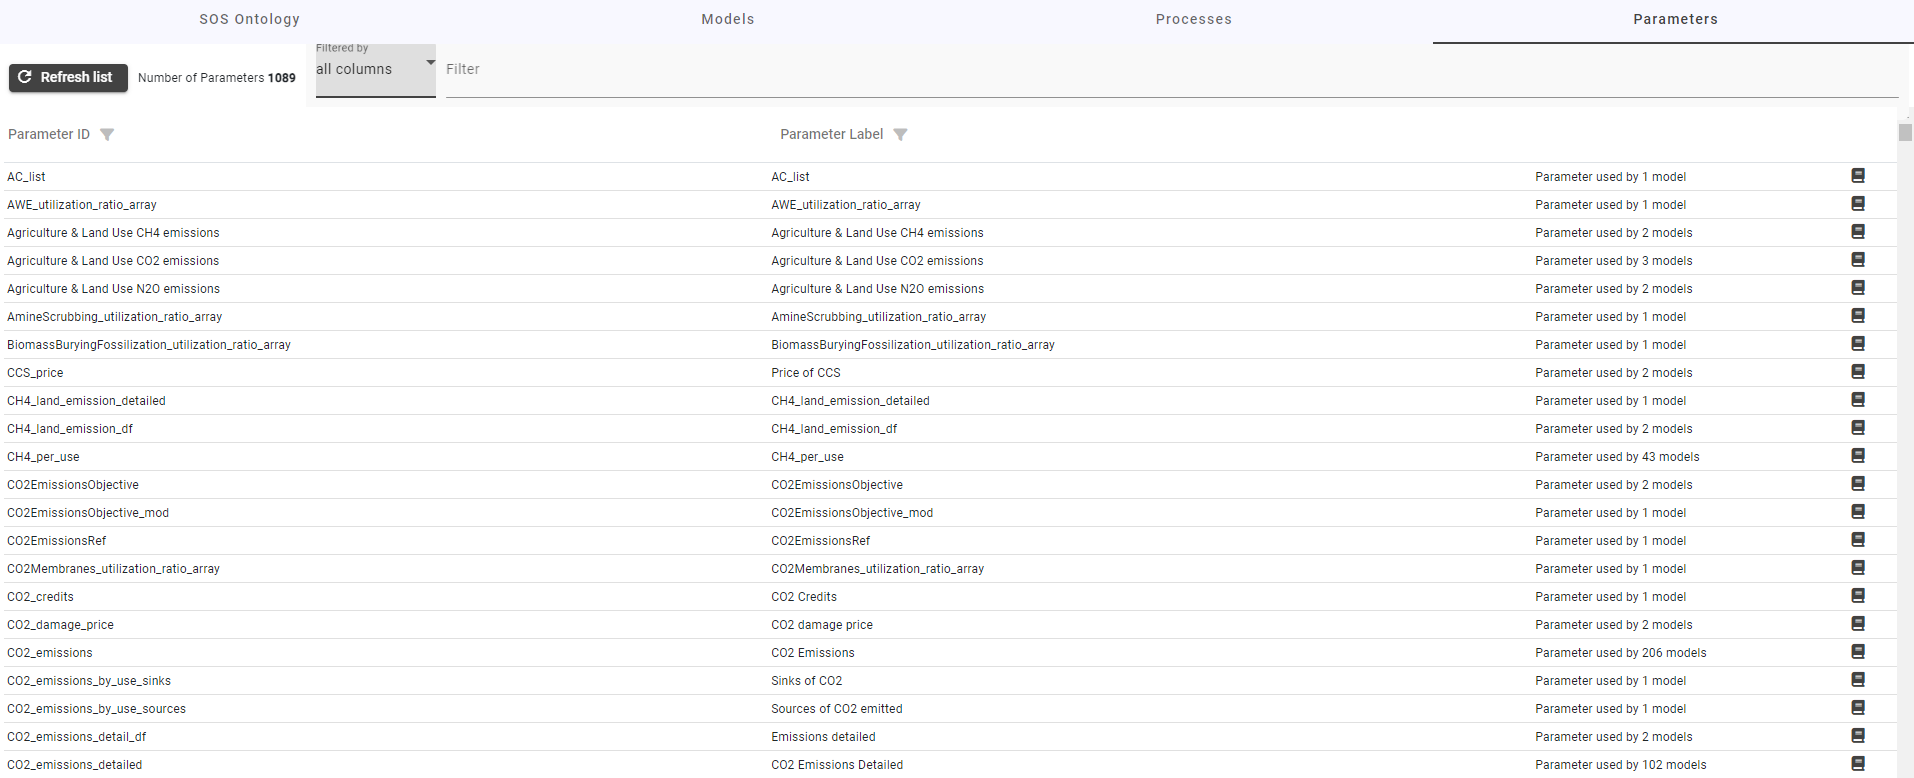 SOS Ontology Models Processes Parameters
Filtered by
Refresh list Number of Parameters 1089 all columns Filter
Parameter ID Parameter Label
AC_list AC_list Parameter used by 1 model
AWE_utilization_ratio_array AWE_utilization_ratio_array Parameter used by 1 model
Agriculture & Land Use CH4 emissions Agriculture & Land Use CH4 emissions Parameter used by 2 models
Agriculture & Land Use CO2 emissions Agriculture & Land Use CO2 emissions Parameter used by 3 models
Agriculture & Land Use N2O emissions Agriculture & Land Use N2O emissions Parameter used by 2 models
AmineScrubbing_utilization_ratio_array AmineScrubbing_utilization_ratio_array Parameter used by 1 model
BiomassBuryingFossilization_utilization_ratio_array BiomassBuryingFossilization_utilization_ratio_array Parameter used by 1 model
CCS_price Price of CCS Parameter used by 2 models
CH4_land_emission_detailed CH4_land_emission_detailed Parameter used by 1 model
CH4_land_emission_df CH4_land_emission_df Parameter used by 2 models
CH4_per_use CH4_per_use Parameter used by 43 models
CO2EmissionsObjective CO2EmissionsObjective Parameter used by 2 models
CO2EmissionsObjective_mod CO2EmissionsObjective_mod Parameter used by 1 model
CO2EmissionsRef CO2EmissionsRef Parameter used by 1 model
CO2Membranes_utilization_ratio_array CO2Membranes_utilization_ratio_array Parameter used by 1 model
CO2_credits CO2 Credits Parameter used by 1 model
CO2_damage_price CO2 damage price Parameter used by 2 models
CO2_emissions CO2 Emissions Parameter used by 206 models
CO2_emissions_by_use_sinks Sinks of CO2 Parameter used by 1 model
CO2_emissions_by_use_sources Sources of CO2 emitted Parameter used by 1 model
CO2_emissions_detail_df Emissions detailed Parameter used by 2 models
CO2_emissions_detailed CO2 Emissions Detailed Parameter used by 102 models